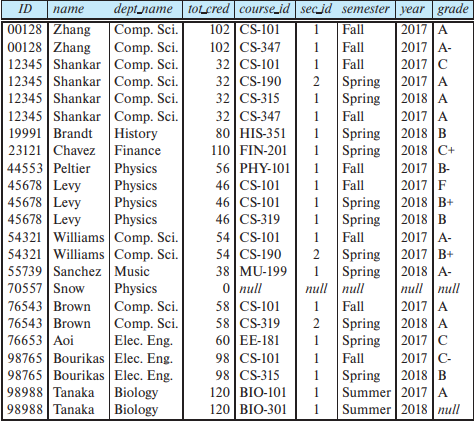 ID name dept_name tot_cred course_id sec_id semester year grade
00128 Zhang Comp. Sci. 102 CS-101 1 Fall 2017 A
00128 Zhang Comp. Sci. 102 CS-347 1 Fall 2017 A-
12345 Shankar Comp. Sci. 32 CS-101 1 Fall 2017 C
12345 Shankar Comp. Sci. 32 CS-190 2 Spring 2017 A
12345 Shankar Comp. Sci. 32 CS-315 1 Spring 2018 A
12345 Shankar Comp. Sci. 32 CS-347 1 Fall 2017 A
19991 Brandt History 80 HIS-351 1 Spring 2018 B
23121 Chavez Finance 110 FIN-201 1 Spring 2018 C+
44553 Peltier Physics 56 PHY-101 1 Fall 2017 B-
45678 Levy Physics 46 CS-101 1 Fall 2017 F
45678 Levy Physics 46 CS-101 1 Spring 2018 B+
45678 Levy Physics 46 CS-319 1 Spring 2018 B
54321 Williams Comp. Sci. 54 CS-101 1 Fall 2017 A-
54321 Williams Comp. Sci. 54 CS-190 2 Spring 2017 B+
55739 Sanchez Music 38 MU-199 1 Spring 2018 A-
70557 Snow Physics 0 null null null null null
76543 Brown Comp. Sci. 58 CS-101 1 Fall 2017 A
76543 Brown Comp. Sci. 58 CS-319 2 Spring 2018 A
76653 Aoi Elec. Eng. 60 EE-181 1 Spring 2017 C
98765 Bourikas Elec. Eng. 98 CS-101 1 Fall 2017 C-
98765 Bourikas Elec. Eng. 98 CS-315 1 Spring 2018 B
98988 Tanaka Biology 120 BIO-101 1 Summer 2017 A
98988 Tanaka Biology 120 BIO-301 1 Summer 2018 null